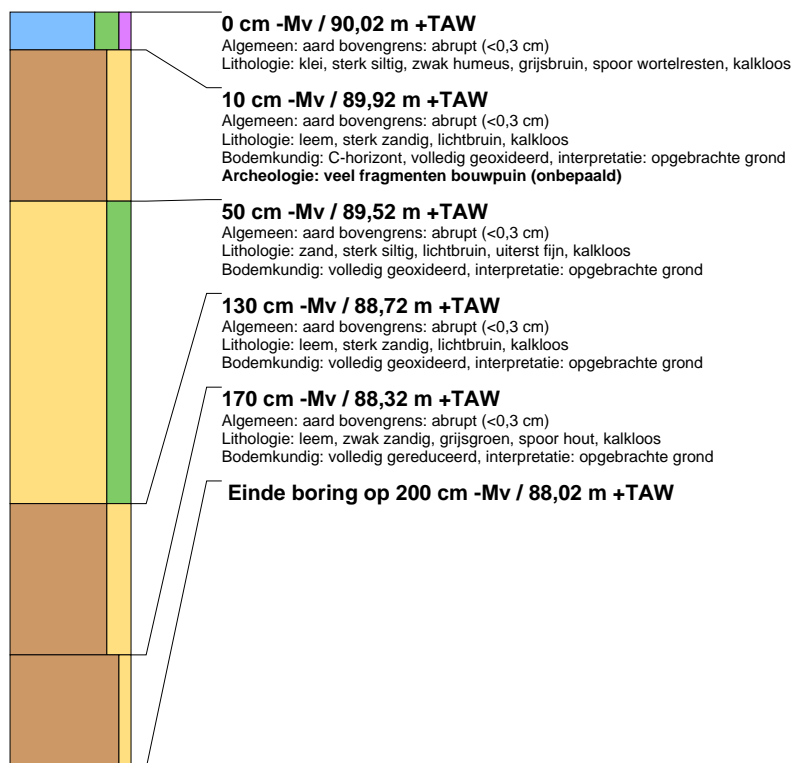 0 cm -Mv / 90,02 m +TAW
Algemeen: aard bovengrens: abrupt (<0,3 cm)
Lithologie: klei, sterk siltig, zwak humeus, grijsbruin, spoor wortelresten, kalkloos
10 cm -Mv / 89,92 m +TAW
Algemeen: aard bovengrens: abrupt (<0,3 cm)
Lithologie: leem, sterk zandig, lichtbruin, kalkloos
Bodemkundig: C-horizont, volledig geoxideerd, interpretatie: opgebrachte grond
Archeologie: veel fragmenten bouwpuin (onbepaald)
50 cm -Mv / 89,52 m +TAW
Algemeen: aard bovengrens: abrupt (<0,3 cm)
Lithologie: zand, sterk siltig, lichtbruin, uiterst fijn, kalkloos
Bodemkundig: volledig geoxideerd, interpretatie: opgebrachte grond
130 cm -Mv / 88,72 m +TAW
Algemeen: aard bovengrens: abrupt (<0,3 cm)
Lithologie: leem, sterk zandig, lichtbruin, kalkloos
Bodemkundig: volledig geoxideerd, interpretatie: opgebrachte grond
170 cm -Mv / 88,32 m +TAW
Algemeen: aard bovengrens: abrupt (<0,3 cm)
Lithologie: leem, zwak zandig, grijsgroen, spoor hout, kalkloos
Bodemkundig: volledig gereduceerd, interpretatie: opgebrachte grond
Einde boring op 200 cm -Mv / 88,02 m +TAW